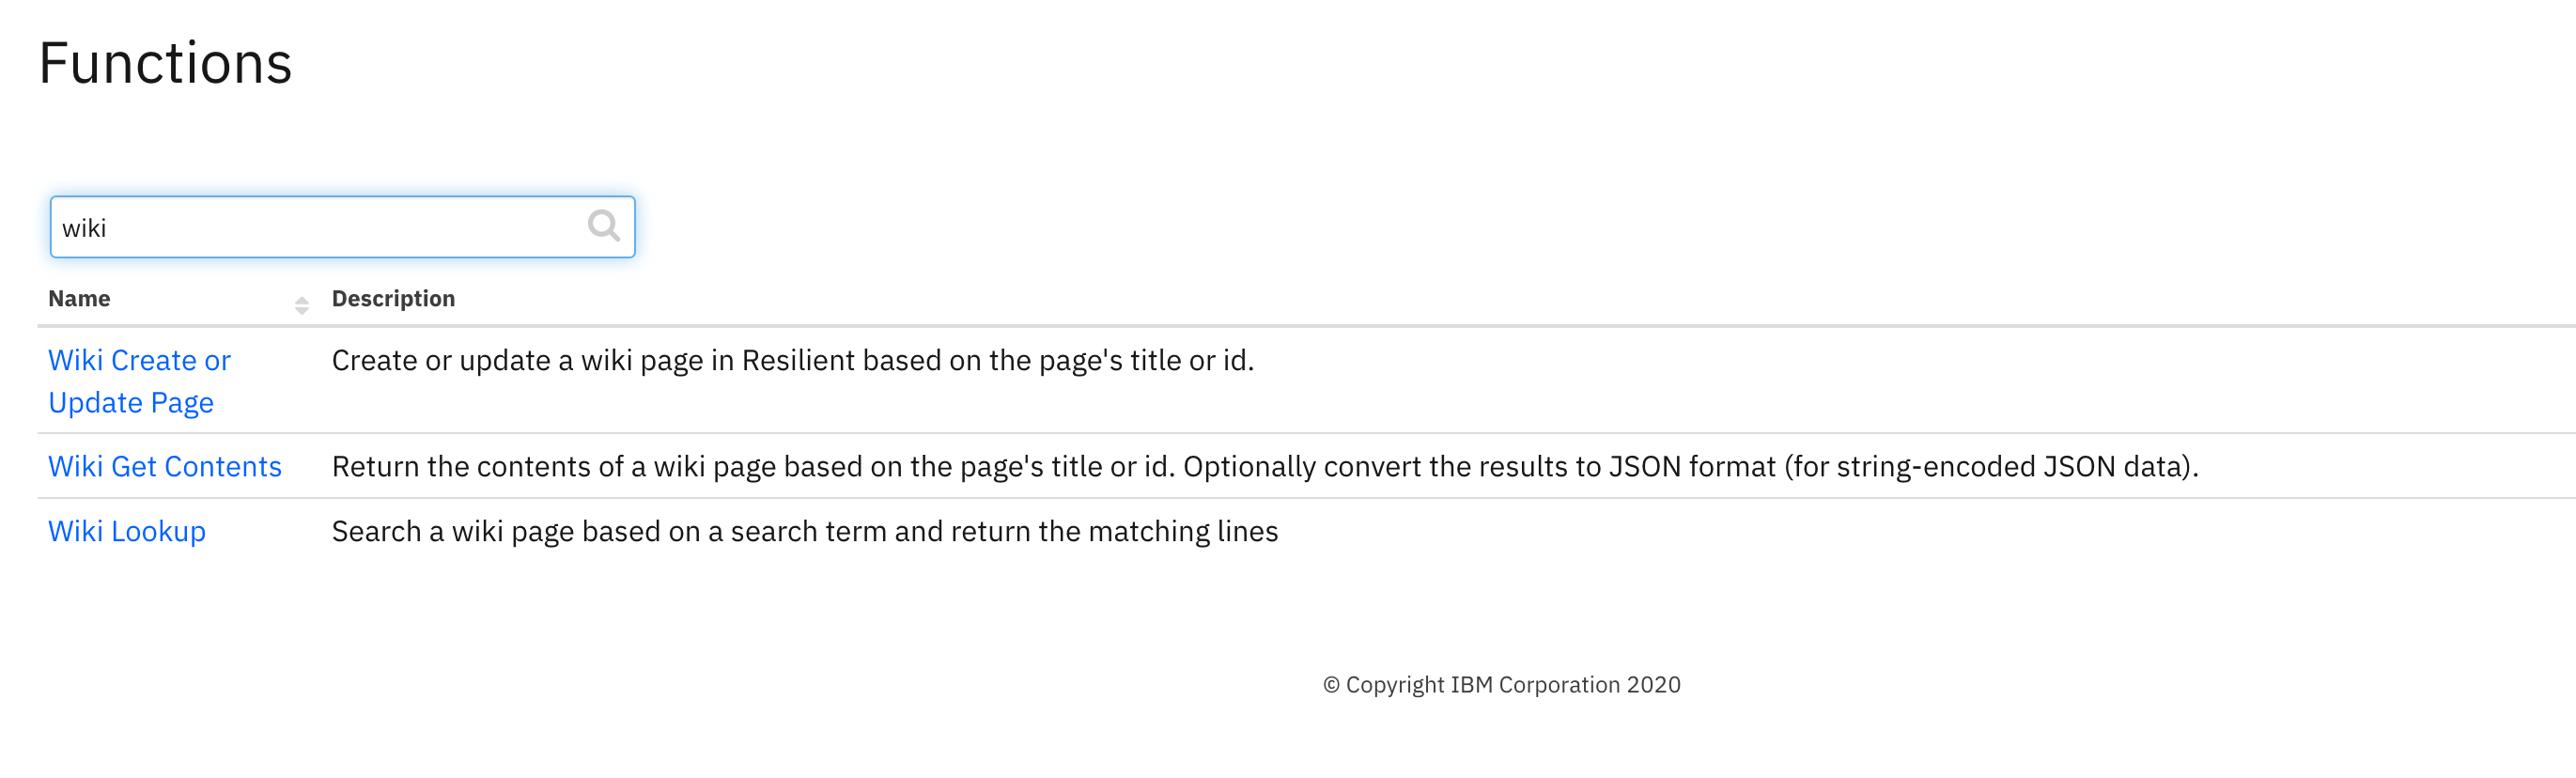 Functions
wiki
Name Description
Wiki Create or Create or update a wiki page in Resilient based on the page's title or id.
Update Page
Wiki Get Contents Return the contents of a wiki page based on the page's title or id. Optionally convert the results to JSON format (for string-encoded JSON data).
Wiki Lookup Search a wiki page based on a search term and return the matching lines
© Copyright IBM Corporation 2020